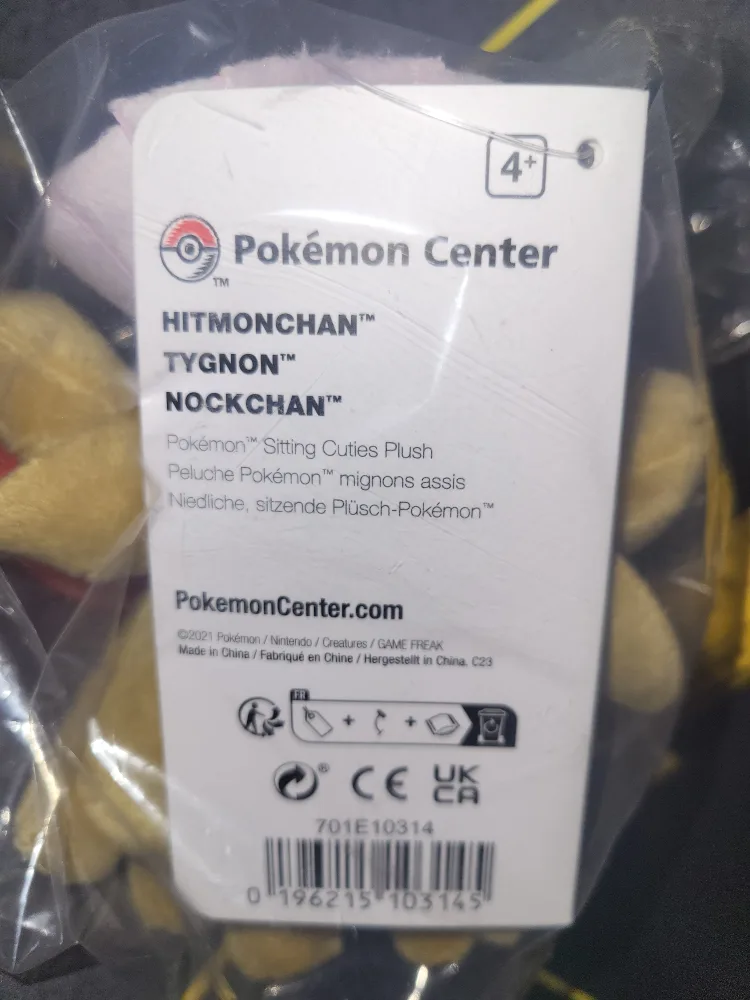 4+
Pokémon Center
TM
HITMONCHAN™
TYGNON™
NOCKCHAN™
Pokémon™ Sitting Cuties Plush
Peluche Pokémon™ mignons assis
Niedliche, sitzende Plüsch-Pokémon™
PokemonCenter.com
©2021 Pokémon / Nintendo / Creatures / GAME FREAK
Made in China / Fabriqué en Chine / Hergestellt in China. C23
FR
+ +
® CE UK CA
701E10314
0 196215 103145